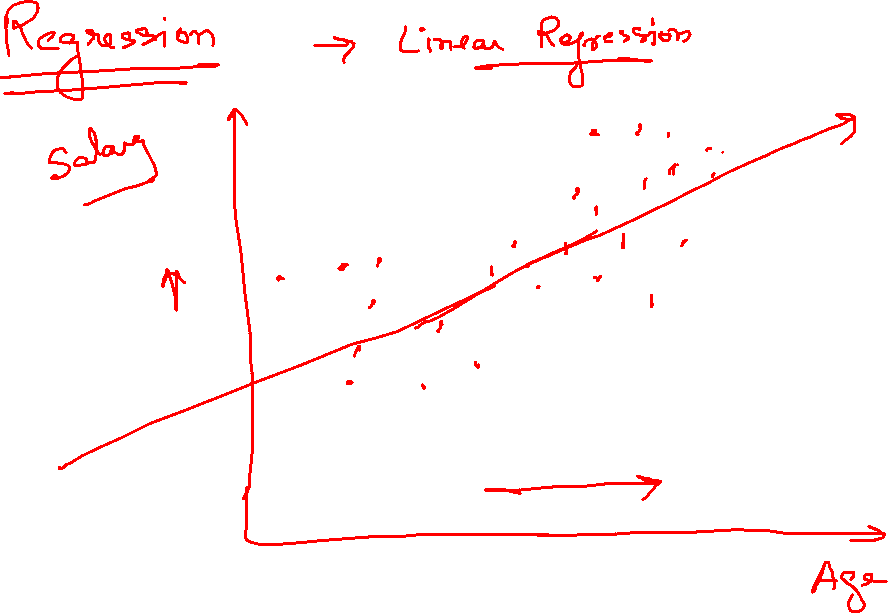 Regression → Linear Regression
Salary
Age